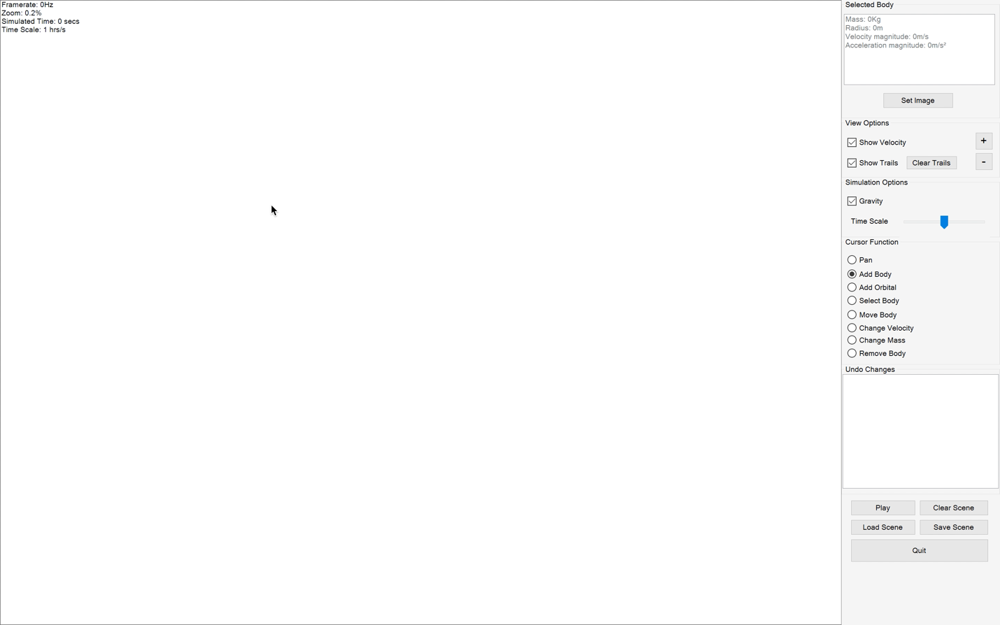 Framerate: 0Hz
Zoom: 0.2%
Simulated Time: 0 secs
Time Scale: 1 hrs/s
Selected Body
Mass: 0Kg
Radius: 0m
Velocity magnitude: 0m/s
Acceleration magnitude: 0m/s²
Set Image
View Options
Show Velocity +
Show Trails Clear Trails -
Simulation Options
Gravity
Time Scale
Cursor Function
Pan
Add Body
Add Orbital
Select Body
Move Body
Change Velocity
Change Mass
Remove Body
Undo Changes
Play Clear Scene
Load Scene Save Scene
Quit